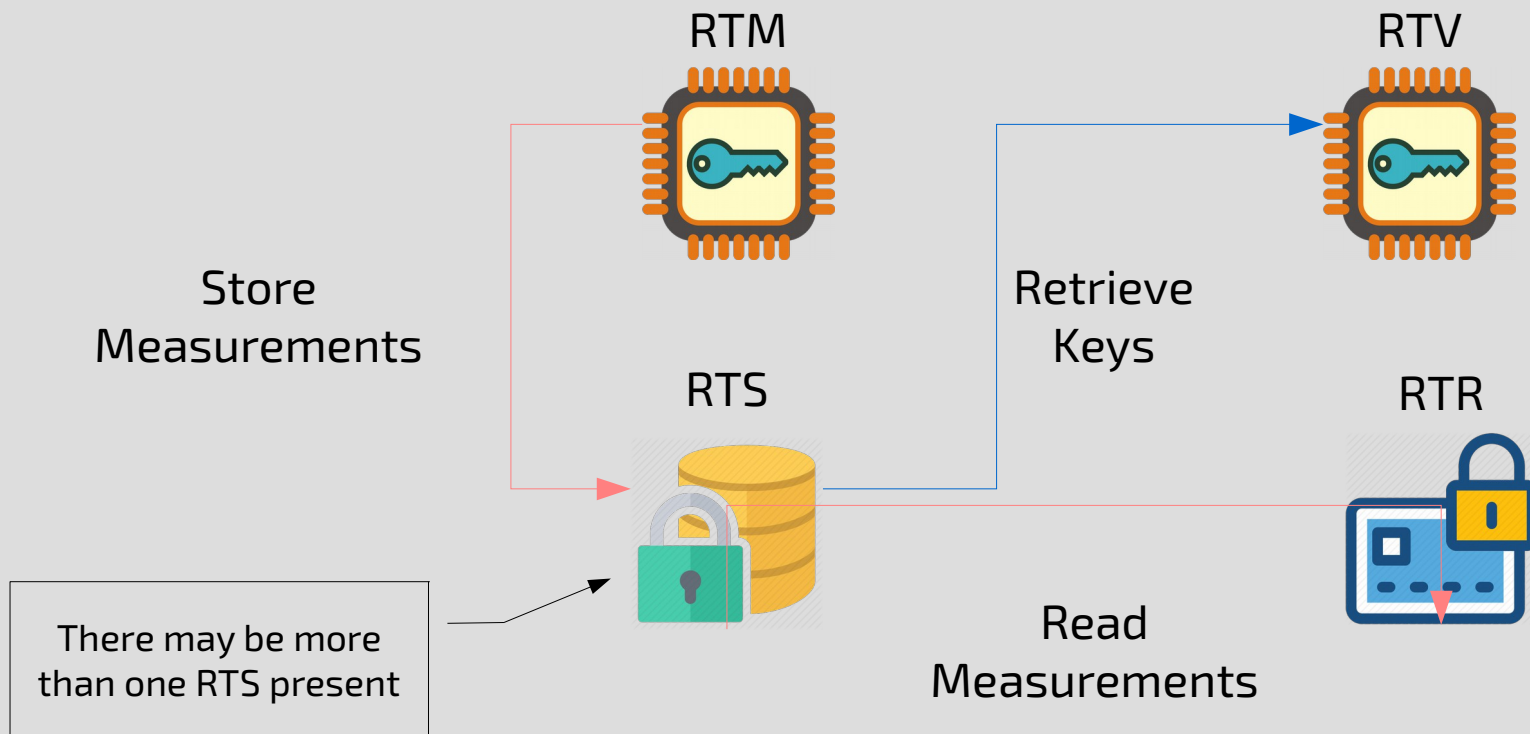 RTM
RTV
Store
Measurements
Retrieve
Keys
RTS
RTR
There may be more
than one RTS present
Read
Measurements